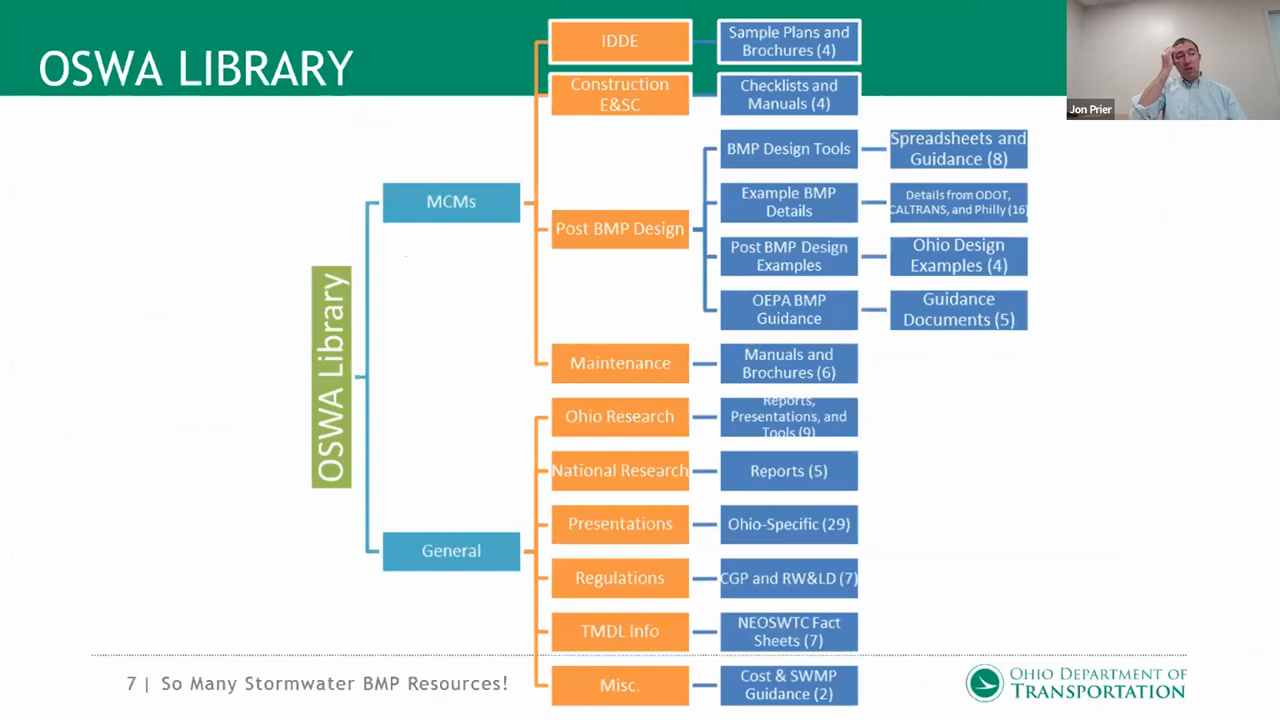 OSWA LIBRARY
Jon Prier
OSWA Library
MCMs
IDDE
Sample Plans and
Brochures (4)
Construction
E&SC
Checklists and
Manuals (4)
Post BMP Design
BMP Design Tools
Spreadsheets and
Guidance (8)
Example BMP
Details
Details from ODOT,
CALTRANS, and Philly (16)
Post BMP Design
Examples
Ohio Design
Examples (4)
OEPA BMP
Guidance
Guidance
Documents (5)
Maintenance
Manuals and
Brochures (6)
General
Ohio Research
Reports,
Presentations, and
Tools (9)
National Research
Reports (5)
Presentations
Ohio-Specific (29)
Regulations
CGP and RW&LD (7)
TMDL Info
NEOSWTC Fact
Sheets (7)
Misc.
Cost & SWMP
Guidance (2)
7 | So Many Stormwater BMP Resources!
OHIO DEPARTMENT OF
TRANSPORTATION